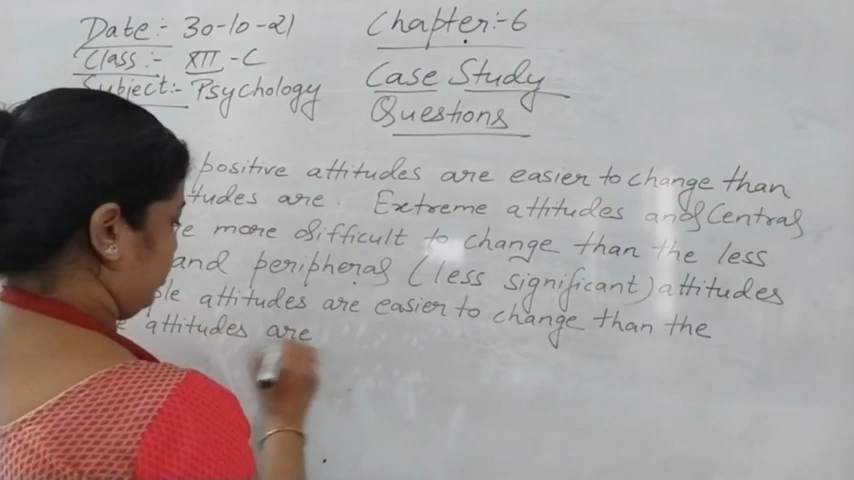 Date:- 30-10-21
Chapter:-6
Class:- XII-C
Case Study
Subject:- Psychology
Questions
positive attitudes are easier to change than
tudes are. Extreme attitudes and Central
e more difficult to change than the less
and peripheral (less significant) attitudes
ple attitudes are easier to change than the
attitudes are